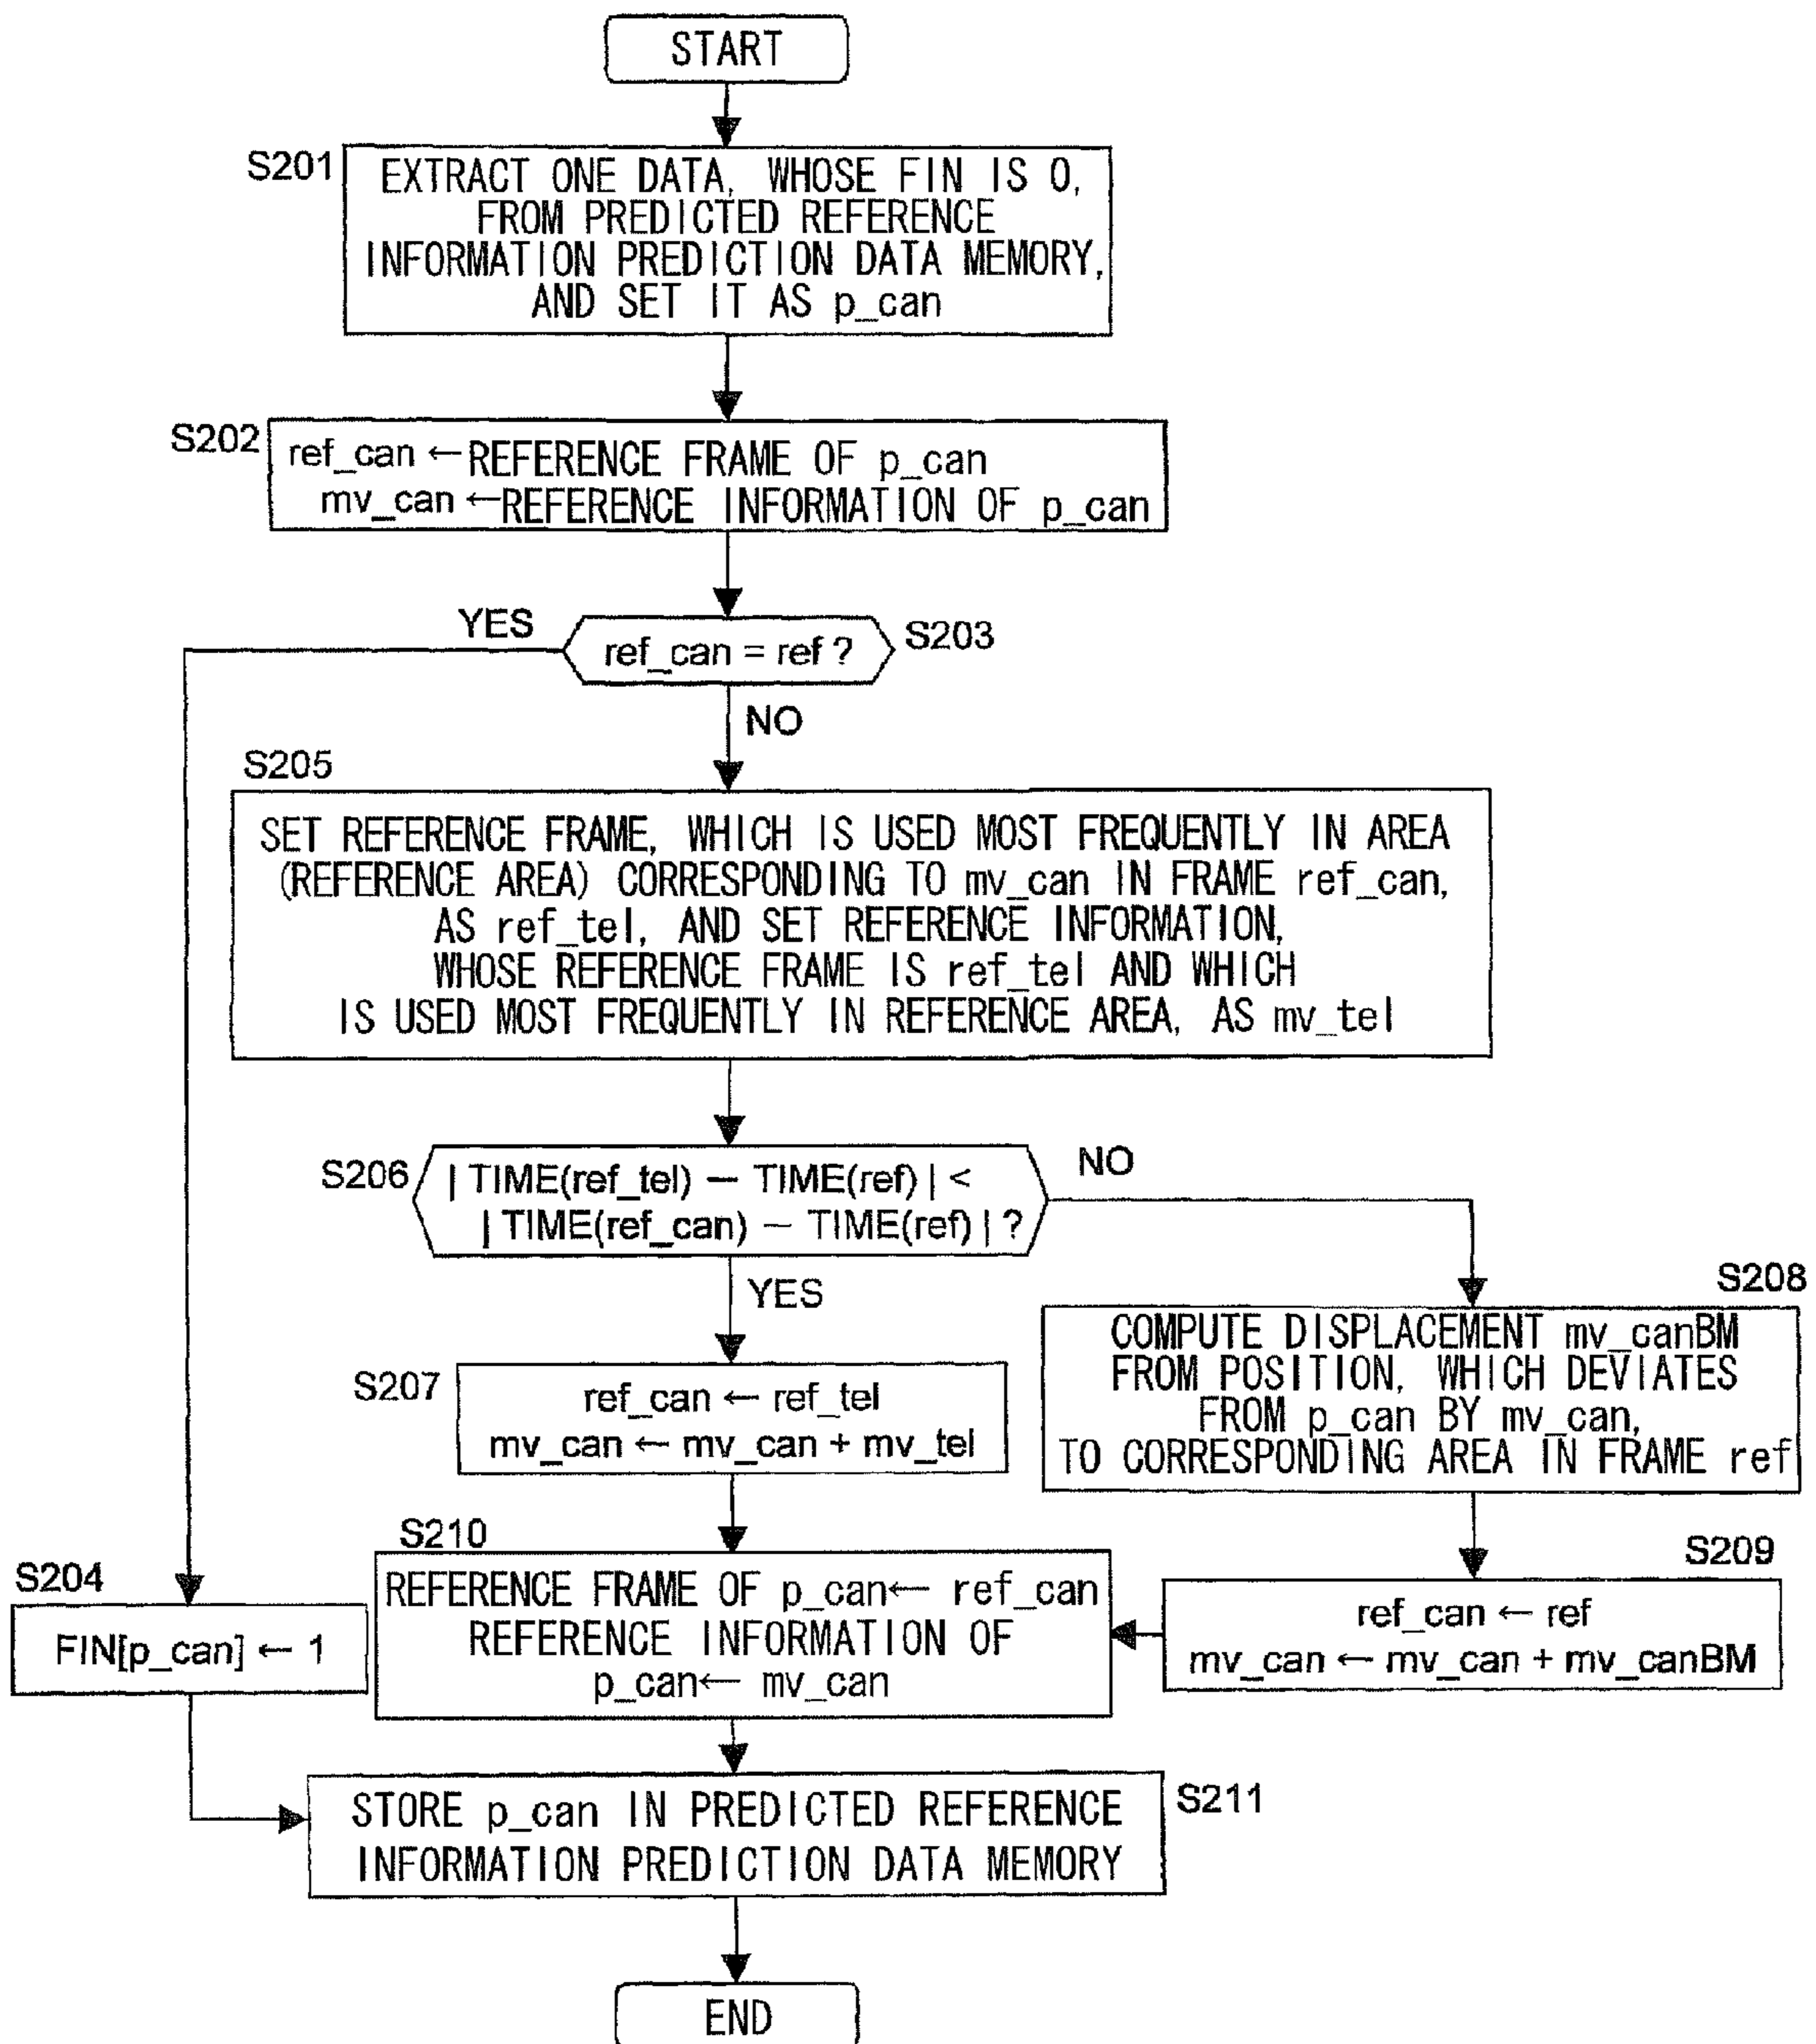 START
S201
EXTRACT ONE DATA, WHOSE FIN IS 0,
FROM PREDICTED REFERENCE
INFORMATION PREDICTION DATA MEMORY,
AND SET IT AS p_can
S202
ref_can ← REFERENCE FRAME OF p_can
mv_can ← REFERENCE INFORMATION OF p_can
YES
ref_can = ref ?
S203
NO
S205
SET REFERENCE FRAME, WHICH IS USED MOST FREQUENTLY IN AREA
(REFERENCE AREA) CORRESPONDING TO mv_can IN FRAME ref_can,
AS ref_tel, AND SET REFERENCE INFORMATION,
WHOSE REFERENCE FRAME IS ref_tel AND WHICH
IS USED MOST FREQUENTLY IN REFERENCE AREA, AS mv_tel
S206
| TIME(ref_tel) — TIME(ref) | <
| TIME(ref_can) — TIME(ref) | ?
NO
YES
S208
COMPUTE DISPLACEMENT mv_canBM
FROM POSITION, WHICH DEVIATES
FROM p_can BY mv_can,
TO CORRESPONDING AREA IN FRAME ref
S207
ref_can ← ref_tel
mv_can ← mv_can + mv_tel
S210
REFERENCE FRAME OF p_can← ref_can
REFERENCE INFORMATION OF
p_can← mv_can
S209
ref_can ← ref
mv_can ← mv_can + mv_canBM
S204
FIN[p_can] ← 1
S211
STORE p_can IN PREDICTED REFERENCE
INFORMATION PREDICTION DATA MEMORY
END